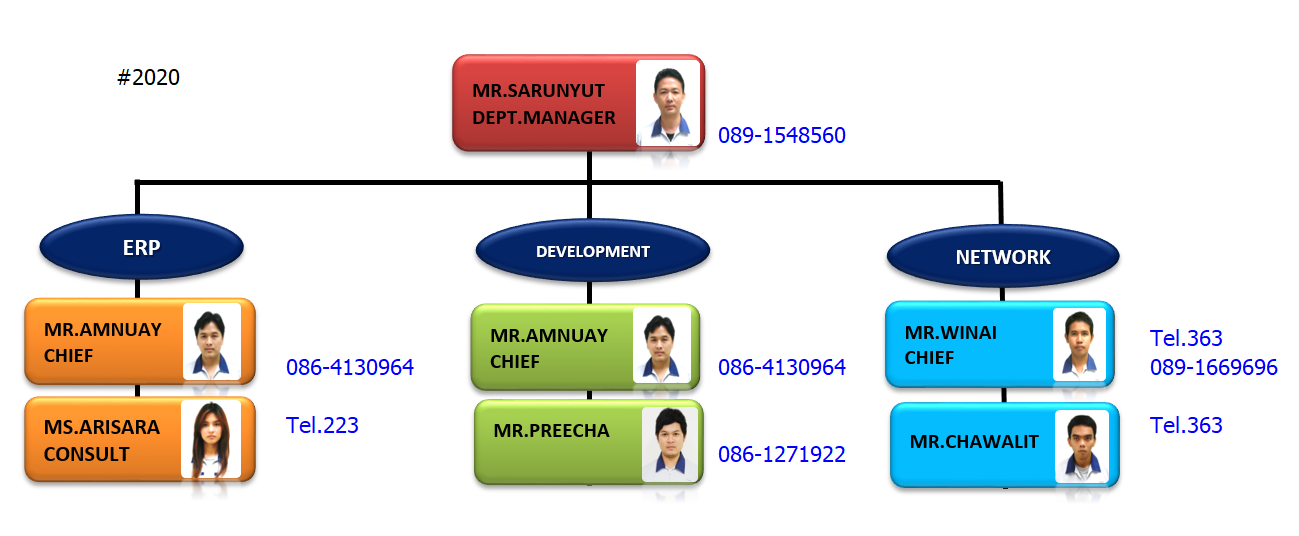 #2020
MR.SARUNYUT
DEPT.MANAGER
089-1548560
ERP
DEVELOPMENT
NETWORK
MR.AMNUAY
CHIEF
086-4130964
MR.AMNUAY
CHIEF
086-4130964
MR.WINAI
CHIEF
Tel.363
089-1669696
MS.ARISARA
CONSULT
Tel.223
MR.PREECHA
086-1271922
MR.CHAWALIT
Tel.363